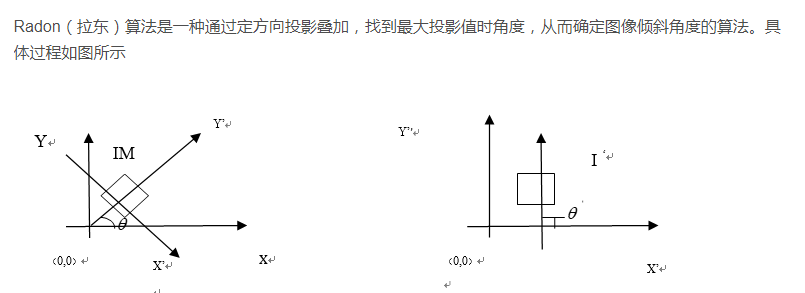 Radon（拉东）算法是一种通过定方向投影叠加，找到最大投影值时角度，从而确定图像倾斜角度的算法。具
体过程如图所示
Y
IM
Y'
θ
(0,0)
X'
X
Y'
I '
θ
(0,0)
X'